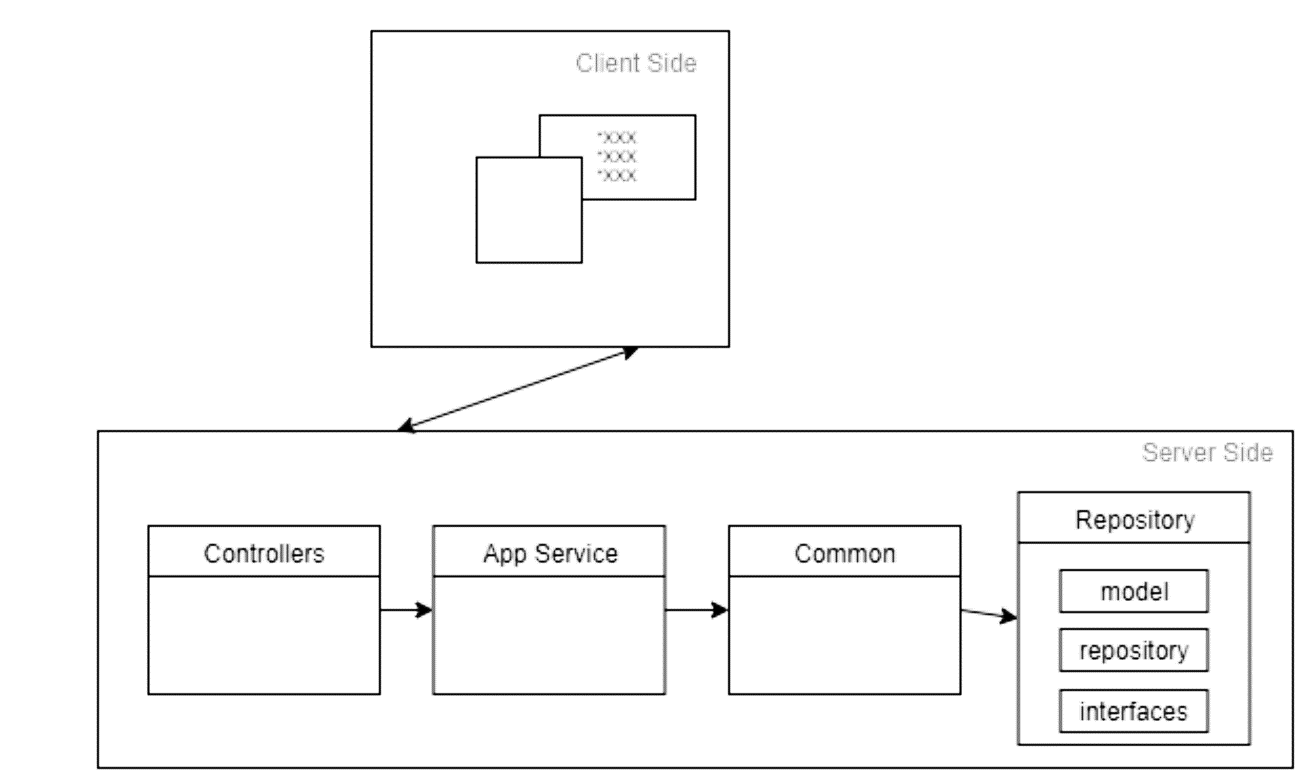 Client Side
*XXX
*XXX
*XXX
Server Side
Controllers
App Service
Common
Repository
model
repository
interfaces